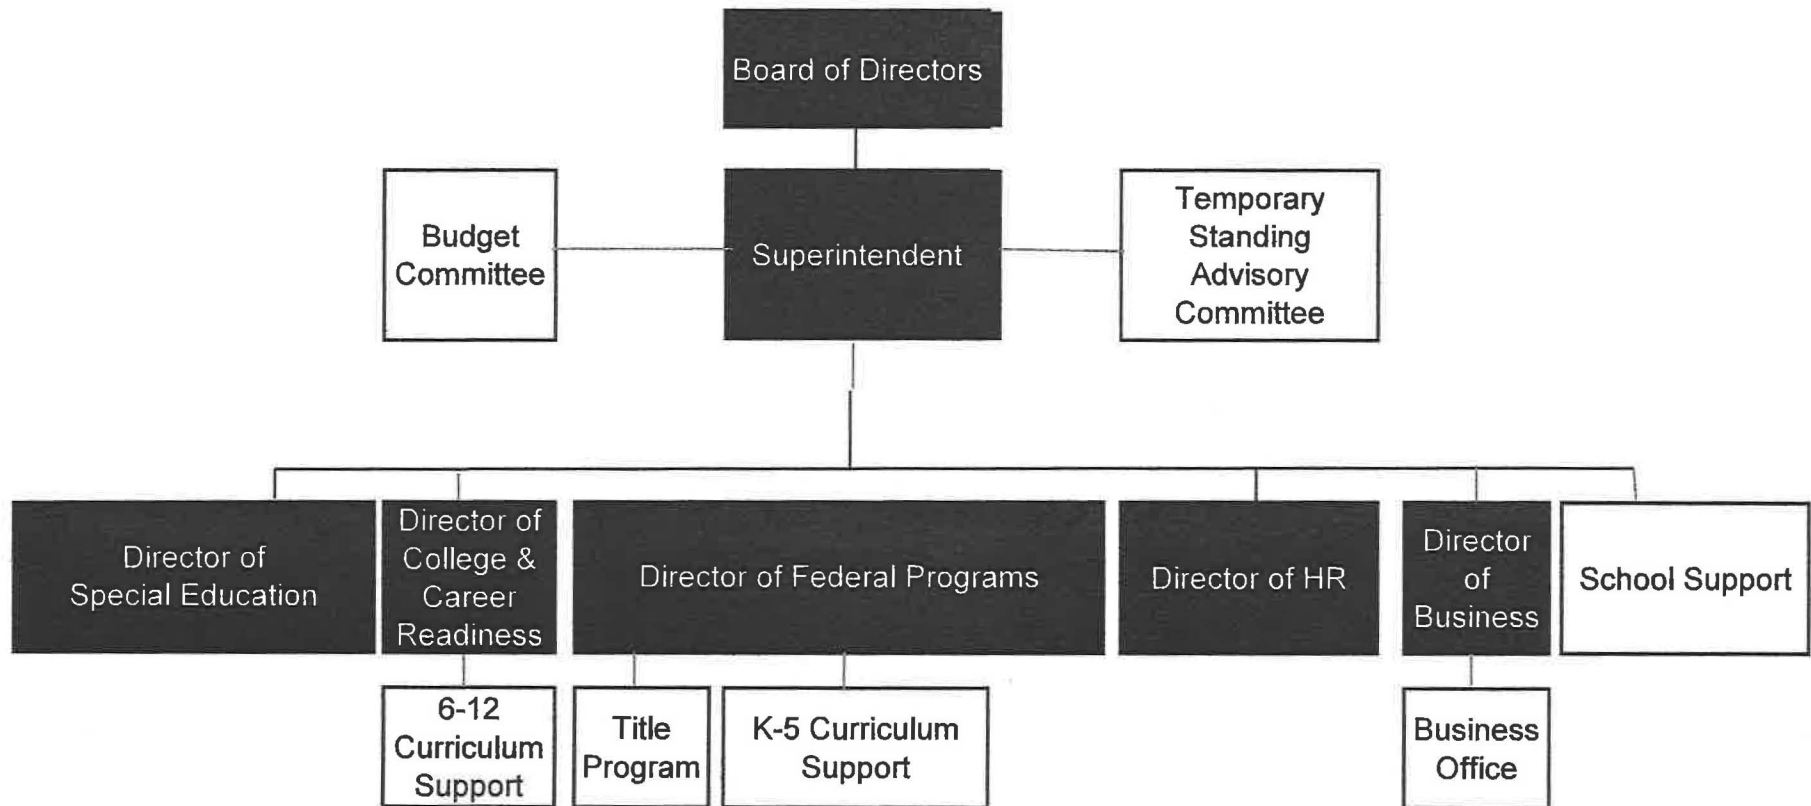 Board of Directors
Budget
Committee
Superintendent
Temporary
Standing
Advisory
Committee
Director of
Special Education
Director of
College &
Career
Readiness
Director of Federal Programs
Director of HR
Director
of
Business
School Support
6-12
Curriculum
Support
Title
Program
K-5 Curriculum
Support
Business
Office